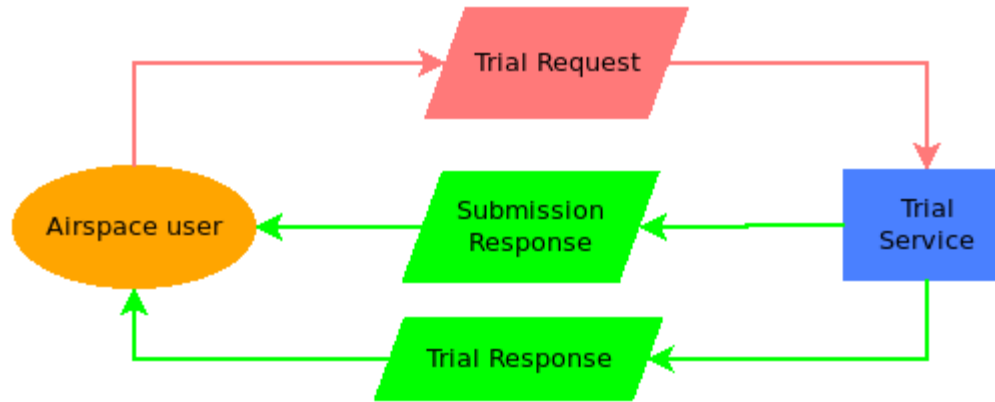 Trial Request
Airspace user
Submission
Response
Trial
Service
Trial Response